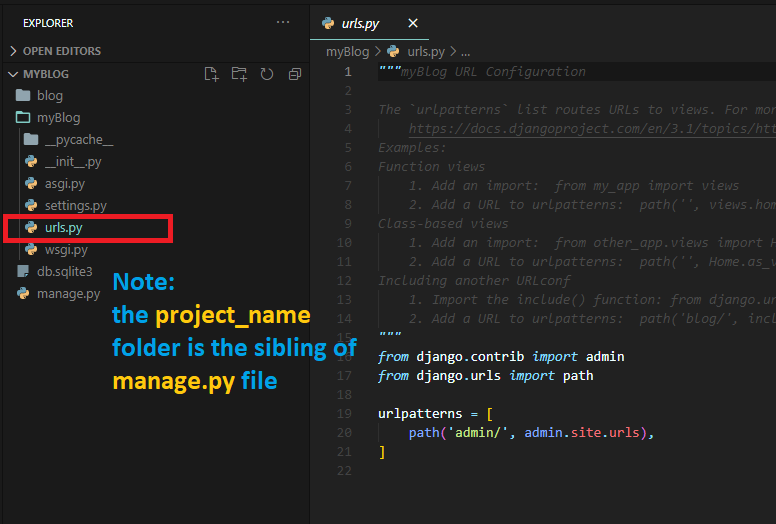 EXPLORER
···
OPEN EDITORS
MYBLOG
blog
myBlog
__pycache__
__init__.py
asgi.py
settings.py
urls.py
wsgi.py
db.sqlite3
manage.py
Note:
the project_name
folder is the sibling of
manage.py file
urls.py
myBlog > urls.py > ...
1 """myBlog URL Configuration
2
3 The `urlpatterns` list routes URLs to views. For mor
4 https://docs.djangoproject.com/en/3.1/topics/htt
5 Examples:
6 Function views
7 1. Add an import:  from my_app import views
8 2. Add a URL to urlpatterns:  path('', views.hom
9 Class-based views
10 1. Add an import:  from other_app.views import H
11 2. Add a URL to urlpatterns:  path('', Home.as_v
12 Including another URLconf
13 1. Import the include() function: from django.ur
14 2. Add a URL to urlpatterns:  path('blog/', incl
15 """
16 from django.contrib import admin
17 from django.urls import path
18
19 urlpatterns = [
20 path('admin/', admin.site.urls),
21 ]
22